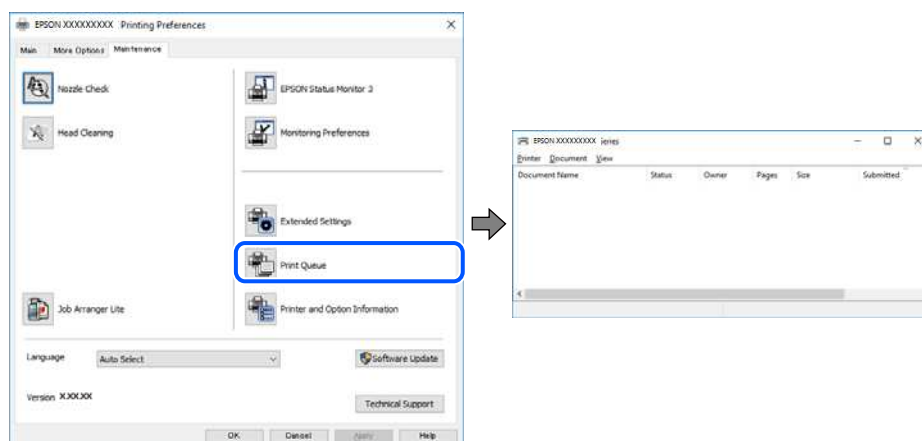 EPSON XXXXXXXXX Printing Preferences
Main More Options Maintenance
Nozzle Check
EPSON Status Monitor 3
Head Cleaning
Monitoring Preferences
Extended Settings
Print Queue
Job Arranger Lite
Printer and Option Information
Language Auto Select Software Update
Version X.XX.XX
Technical Support
OK Cancel Apply Help
EPSON XXXXXXXXX series
Printer Document View
Document Name Status Owner Pages Size Submitted